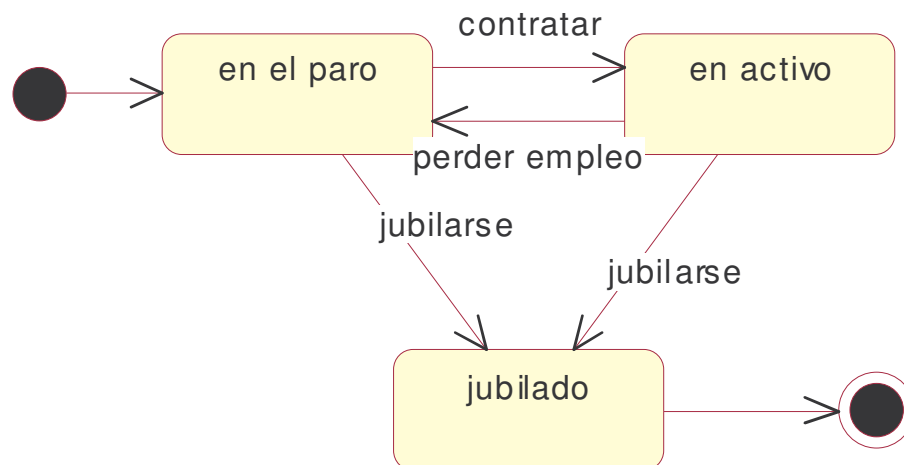 contratar
en el paro
en activo
perder empleo
jubilarse
jubilarse
jubilado